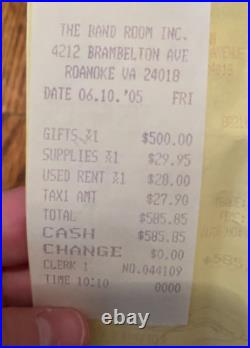 THE BAND ROOM INC.
4212 BRAMBELTON AVE
ROANOKE VA 24018
DATE 06.10.'05 FRI
GIFTS %1 $500.00
SUPPLIES %1 $29.95
USED RENT %1 $28.00
TAX1 AMT $27.90
TOTAL $585.85
CASH $585.85
CHANGE $0.00
CLERK 1 NO.044109
TIME 10:10 0000